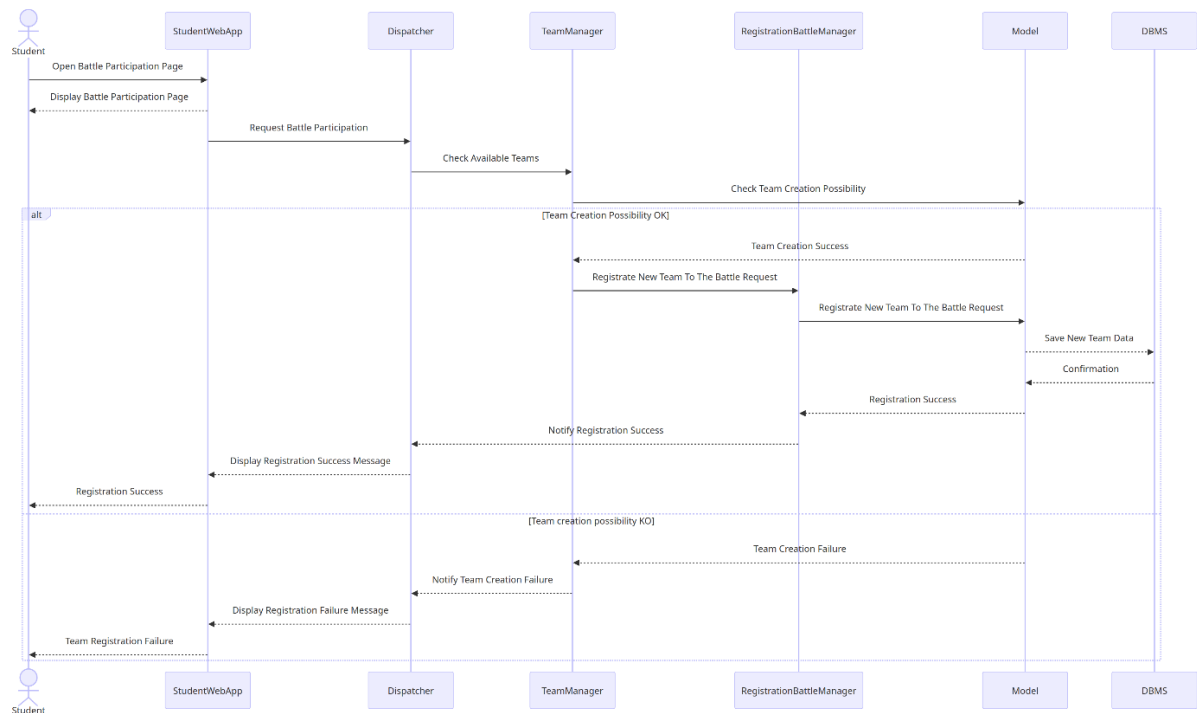 Student
StudentWebApp
Dispatcher
TeamManager
RegistrationBattleManager
Model
DBMS
Open Battle Participation Page
Display Battle Participation Page
Request Battle Participation
Check Available Teams
Check Team Creation Possibility
alt
[Team Creation Possibility OK]
Team Creation Success
Registrate New Team To The Battle Request
Registrate New Team To The Battle Request
Save New Team Data
Confirmation
Registration Success
Notify Registration Success
Display Registration Success Message
Registration Success
[Team creation possibility KO]
Team Creation Failure
Notify Team Creation Failure
Display Registration Failure Message
Team Registration Failure
Student
StudentWebApp
Dispatcher
TeamManager
RegistrationBattleManager
Model
DBMS